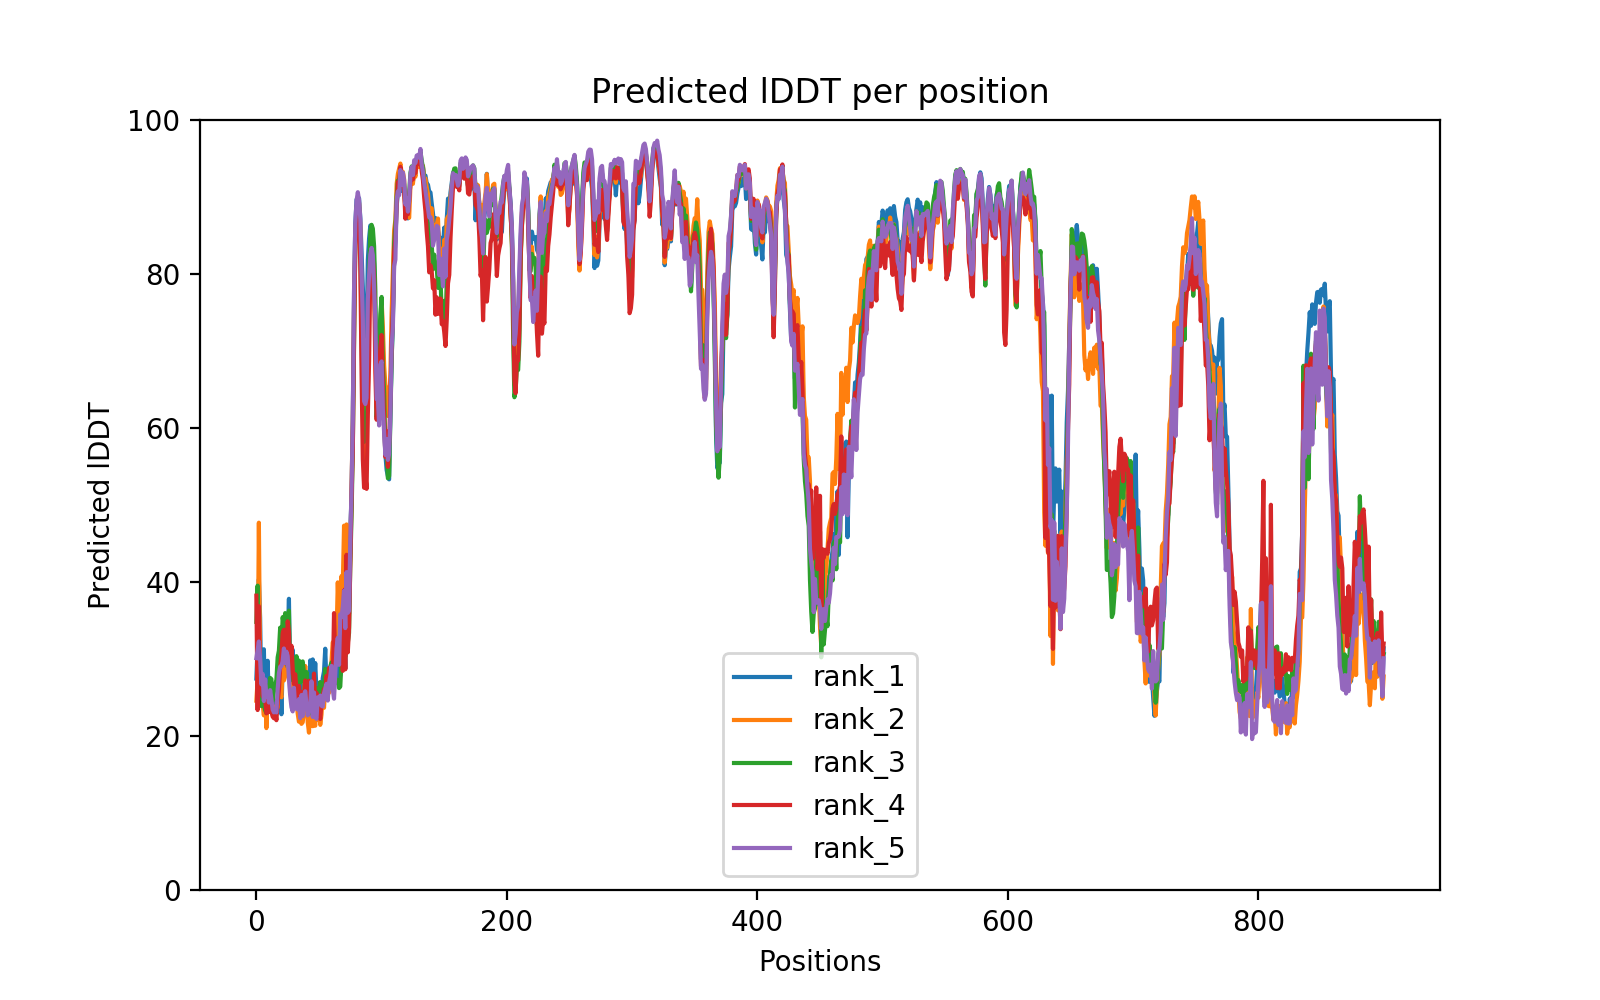 Predicted lDDT per position
Predicted lDDT
100
80
60
40
20
0
0 200 400 600 800
Positions
rank_1
rank_2
rank_3
rank_4
rank_5